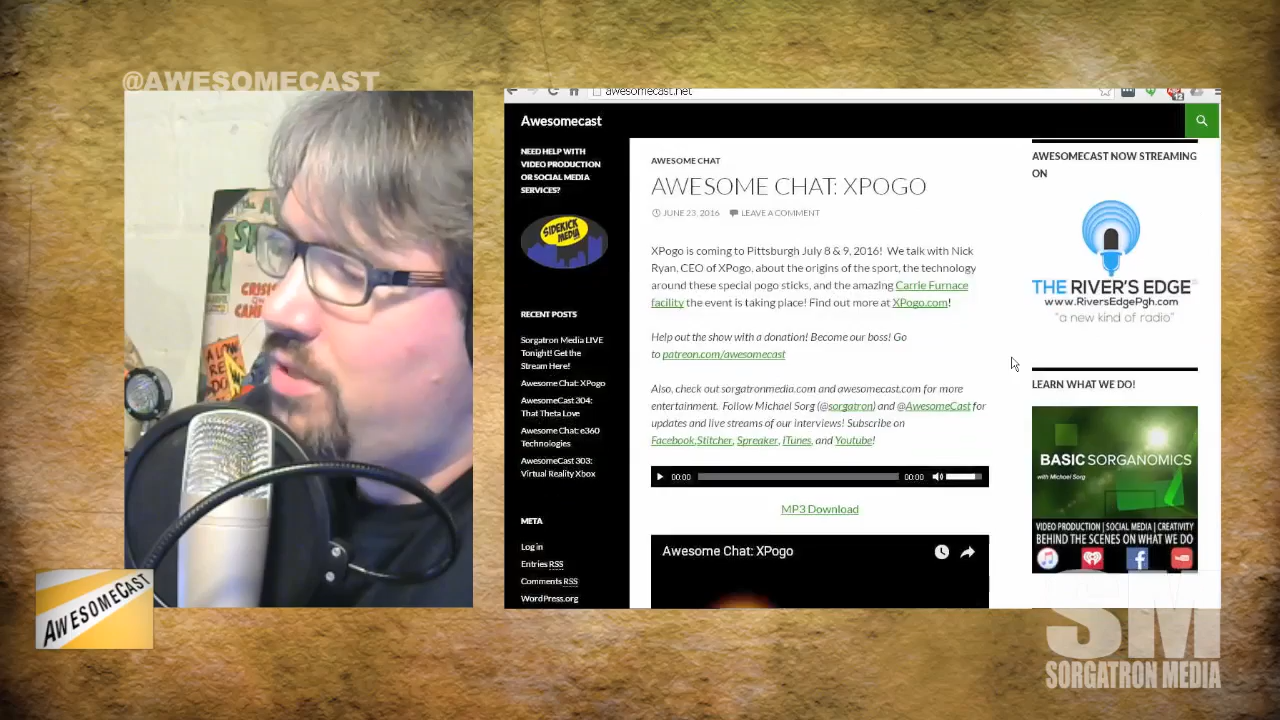 @AWESOMECAST
awesomecast.net
Awesomecast
NEED HELP WITH
VIDEO PRODUCTION
OR SOCIAL MEDIA
SERVICES?
SIDEKICK
MEDIA
RECENT POSTS
Sorgatron Media LIVE
Tonight! Get the
Stream Here!
Awesome Chat: XPogo
AwesomeCast 304:
That Theta Love
Awesome Chat: e360
Technologies
AwesomeCast 303:
Virtual Reality Xbox
META
Log in
Entries RSS
Comments RSS
WordPress.org
AWESOME CHAT
AWESOME CHAT: XPOGO
JUNE 23, 2016 LEAVE A COMMENT
XPogo is coming to Pittsburgh July 8 & 9, 2016! We talk with Nick
Ryan, CEO of XPogo, about the origins of the sport, the technology
around these special pogo sticks, and the amazing Carrie Furnace
facility the event is taking place! Find out more at XPogo.com!
Help out the show with a donation! Become our boss! Go
to patreon.com/awesomecast
Also, check out sorgatronmedia.com and awesomecast.com for more
entertainment. Follow Michael Sorg (@sorgatron) and @AwesomeCast for
updates and live streams of our interviews! Subscribe on
Facebook,Stitcher, Spreaker, iTunes, and Youtube!
00:00 00:00
MP3 Download
Awesome Chat: XPogo
AWESOMECAST NOW STREAMING
ON
THE RIVER'S EDGE
www.RiversEdgePgh.com
"a new kind of radio"
LEARN WHAT WE DO!
BASIC SORGANOMICS
with Michael Sorg
VIDEO PRODUCTION | SOCIAL MEDIA | CREATIVITY
BEHIND THE SCENES ON WHAT WE DO
AWESOMECAST
SM
SORGATRON MEDIA